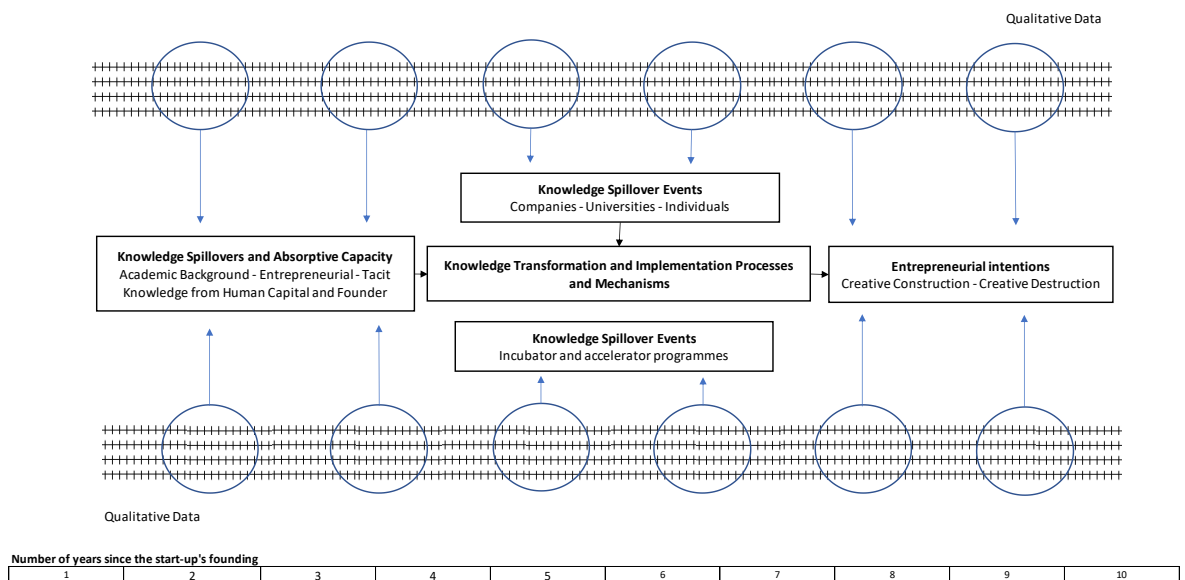 Qualitative Data
Knowledge Spillover Events
Companies - Universities - Individuals
Knowledge Spillovers and Absorptive Capacity
Academic Background - Entrepreneurial - Tacit
Knowledge from Human Capital and Founder
Knowledge Transformation and Implementation Processes
and Mechanisms
Entrepreneurial intentions
Creative Construction - Creative Destruction
Knowledge Spillover Events
Incubator and accelerator programmes
Qualitative Data
Number of years since the start-up's founding
1 2 3 4 5 6 7 8 9 10